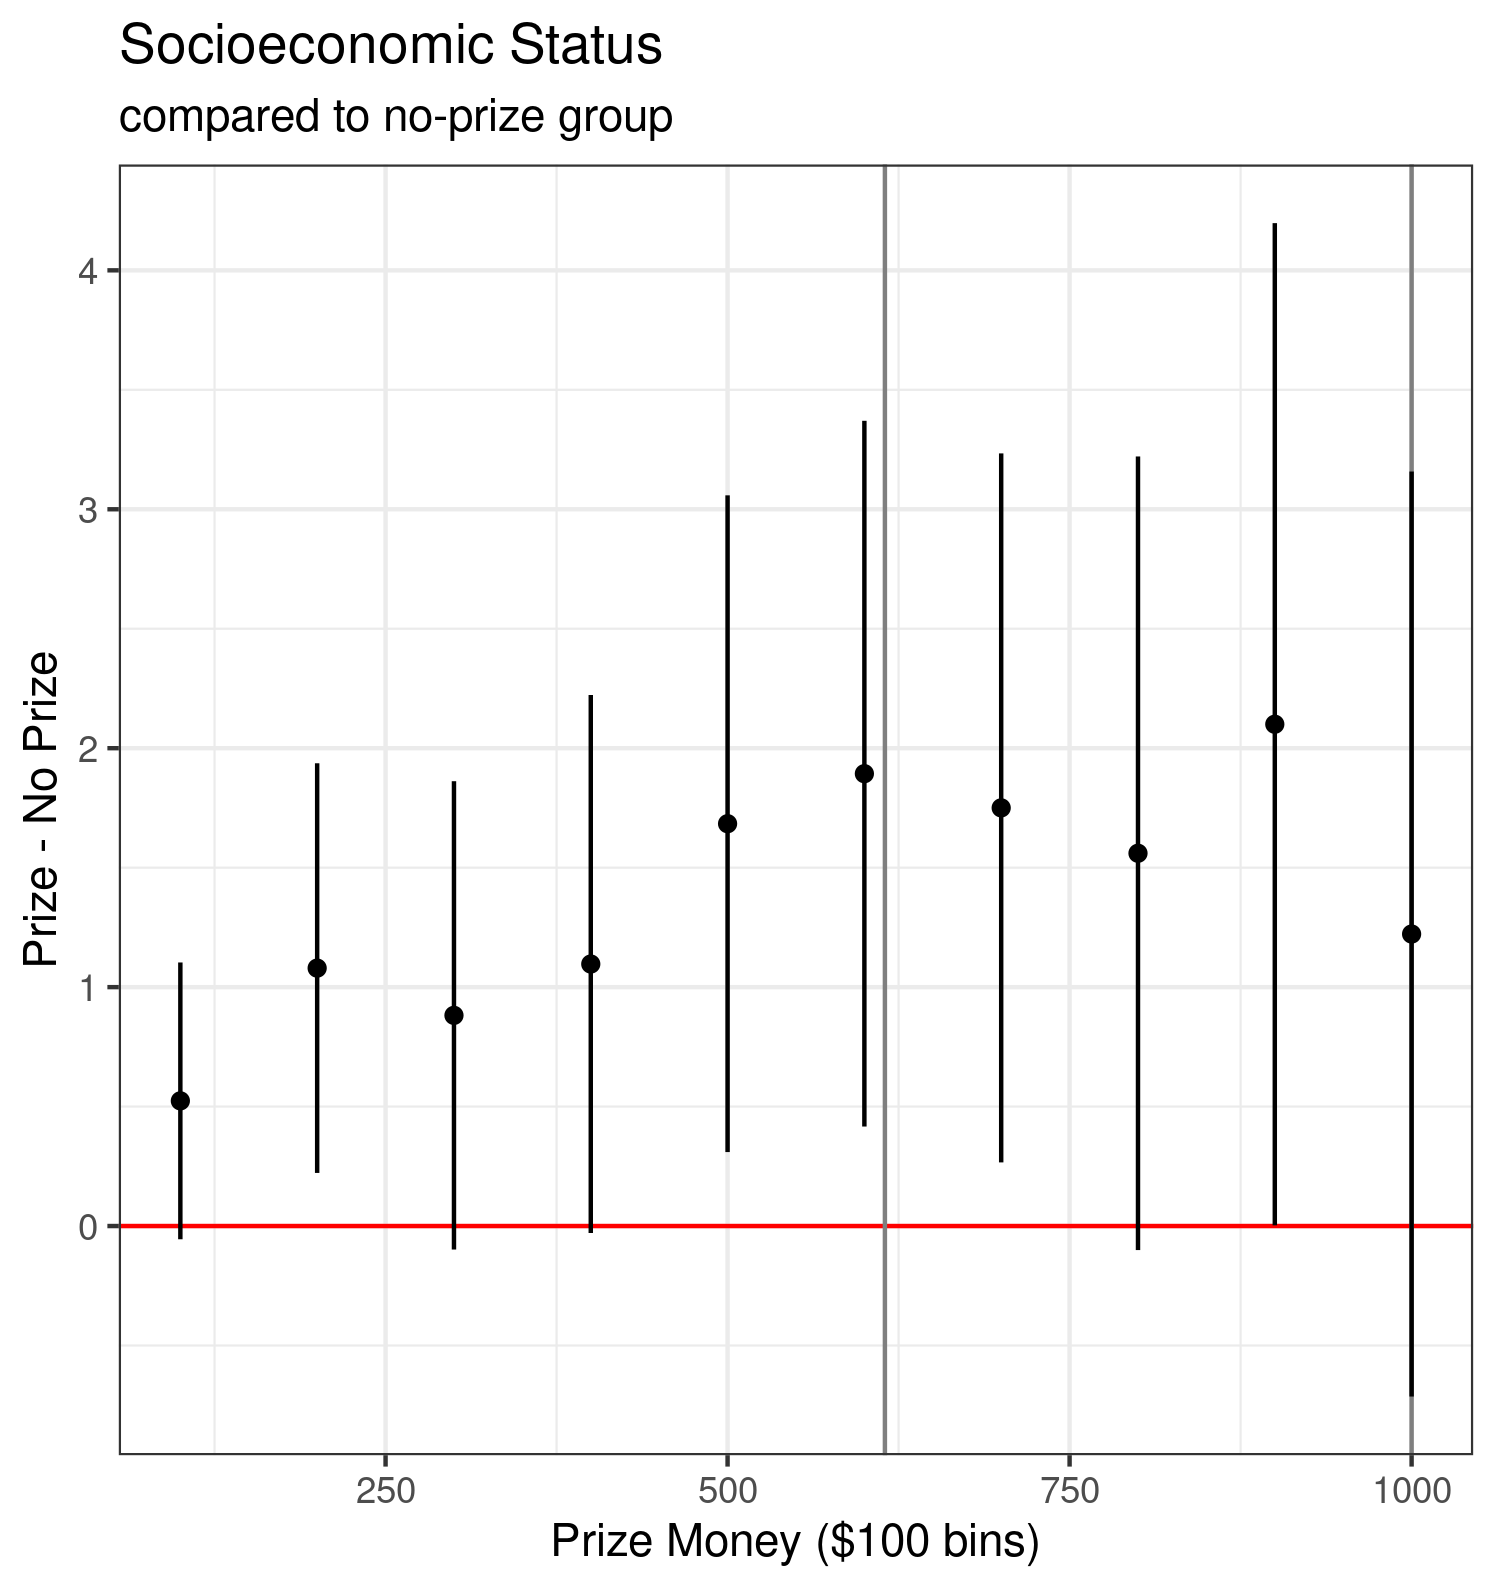 Socioeconomic Status
compared to no-prize group
Prize - No Prize
4
3
2
1
0
250 500 750 1000
Prize Money ($100 bins)